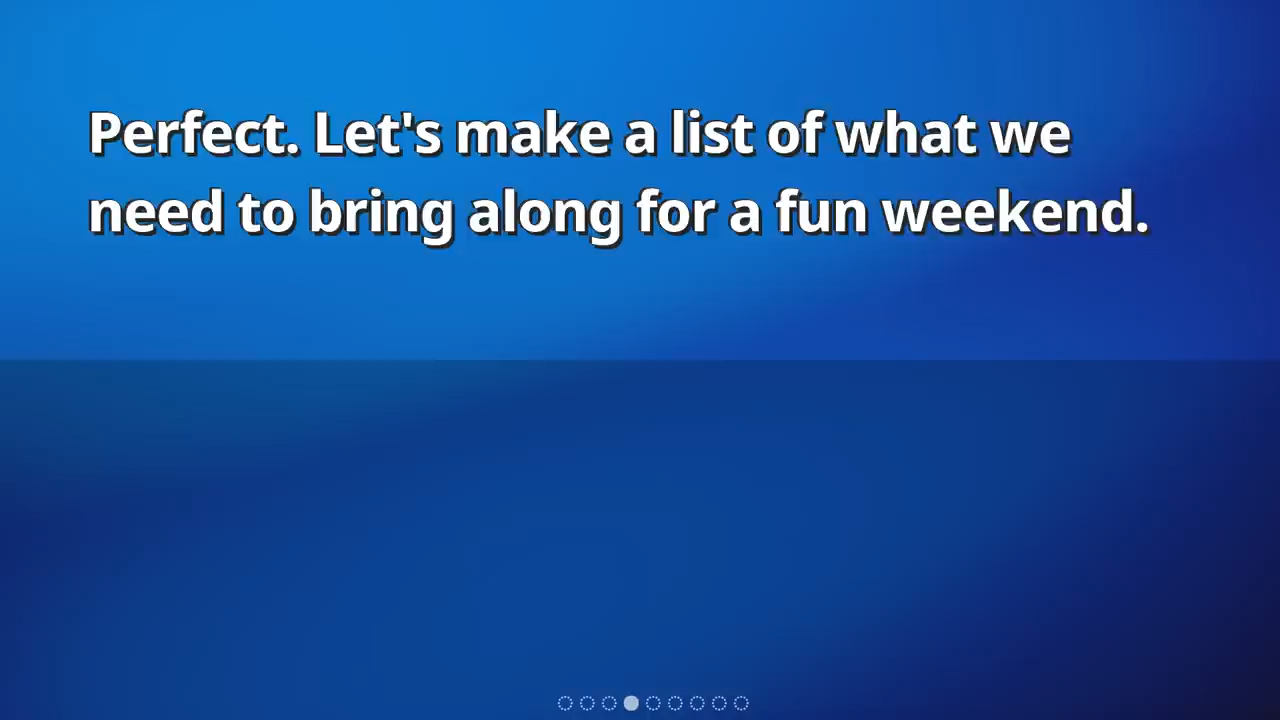 Perfect. Let's make a list of what we
need to bring along for a fun weekend.